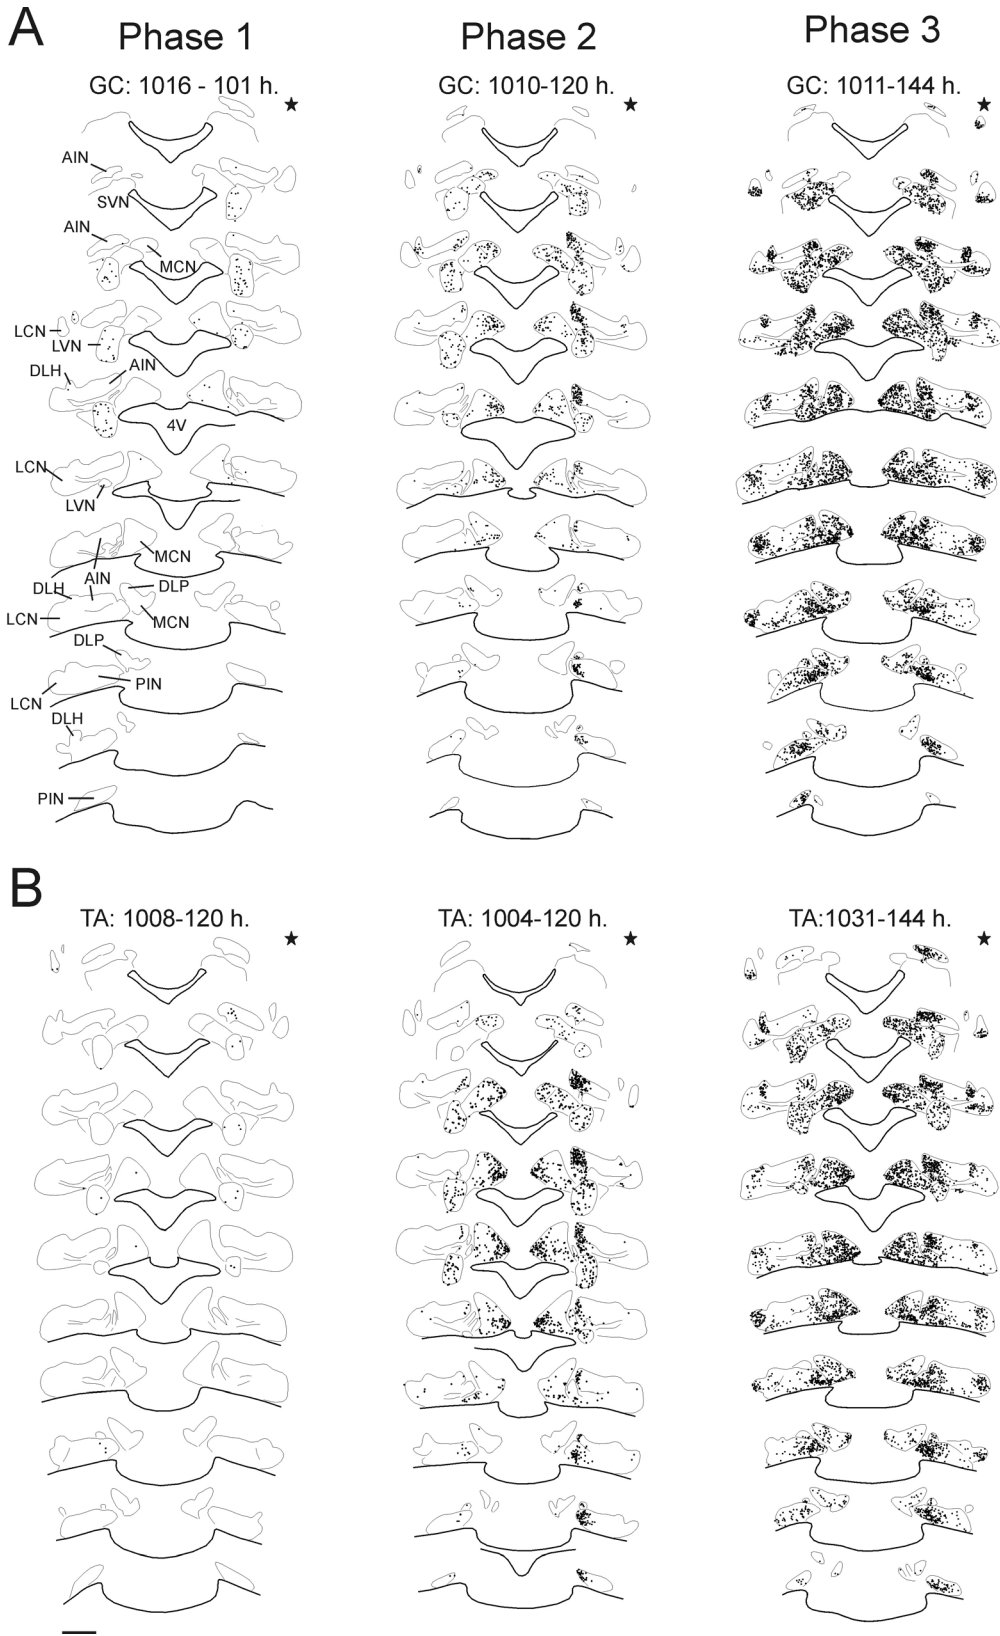 A
Phase 1
Phase 2
Phase 3
GC: 1016 - 101 h.
GC: 1010-120 h.
GC: 1011-144 h.
AIN
SVN
AIN
MCN
LCN
LVN
DLH
AIN
4V
LCN
LVN
MCN
DLH
AIN
DLP
LCN
MCN
DLP
PIN
LCN
DLH
PIN
B
TA: 1008-120 h.
TA: 1004-120 h.
TA:1031-144 h.